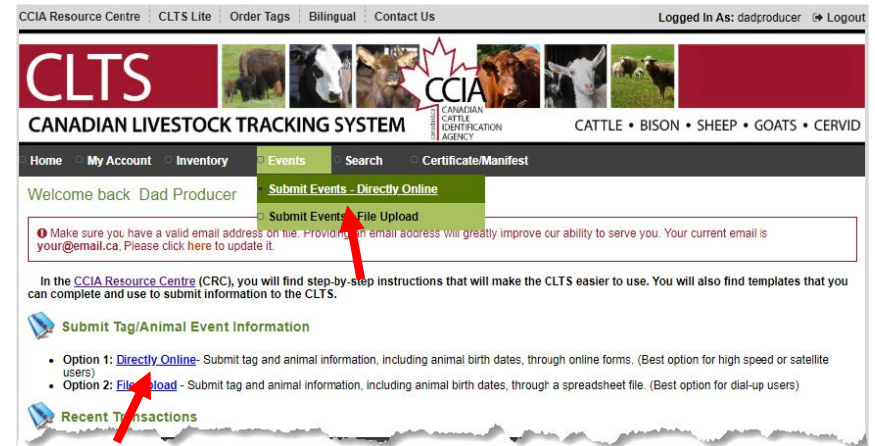 CCIA Resource Centre CLTS Lite Order Tags Bilingual Contact Us Logged In As: dadproducer Logout
CLTS
CCIA
CANADIAN
CATTLE
IDENTIFICATION
AGENCY
CANADIAN LIVESTOCK TRACKING SYSTEM CATTLE • BISON • SHEEP • GOATS • CERVID
Home My Account Inventory Events Search Certificate/Manifest
Submit Events - Directly Online
Submit Events - File Upload
Welcome back Dad Producer
Make sure you have a valid email address on file. Providing an email address will greatly improve our ability to serve you. Your current email is
your@email.ca, Please click here to update it.
In the CCIA Resource Centre (CRC), you will find step-by-step instructions that will make the CLTS easier to use. You will also find templates that you
can complete and use to submit information to the CLTS.
Submit Tag/Animal Event Information
• Option 1: Directly Online- Submit tag and animal information, including animal birth dates, through online forms. (Best option for high speed or satellite
users)
• Option 2: File Upload - Submit tag and animal information, including animal birth dates, through a spreadsheet file. (Best option for dial-up users)
Recent Transactions